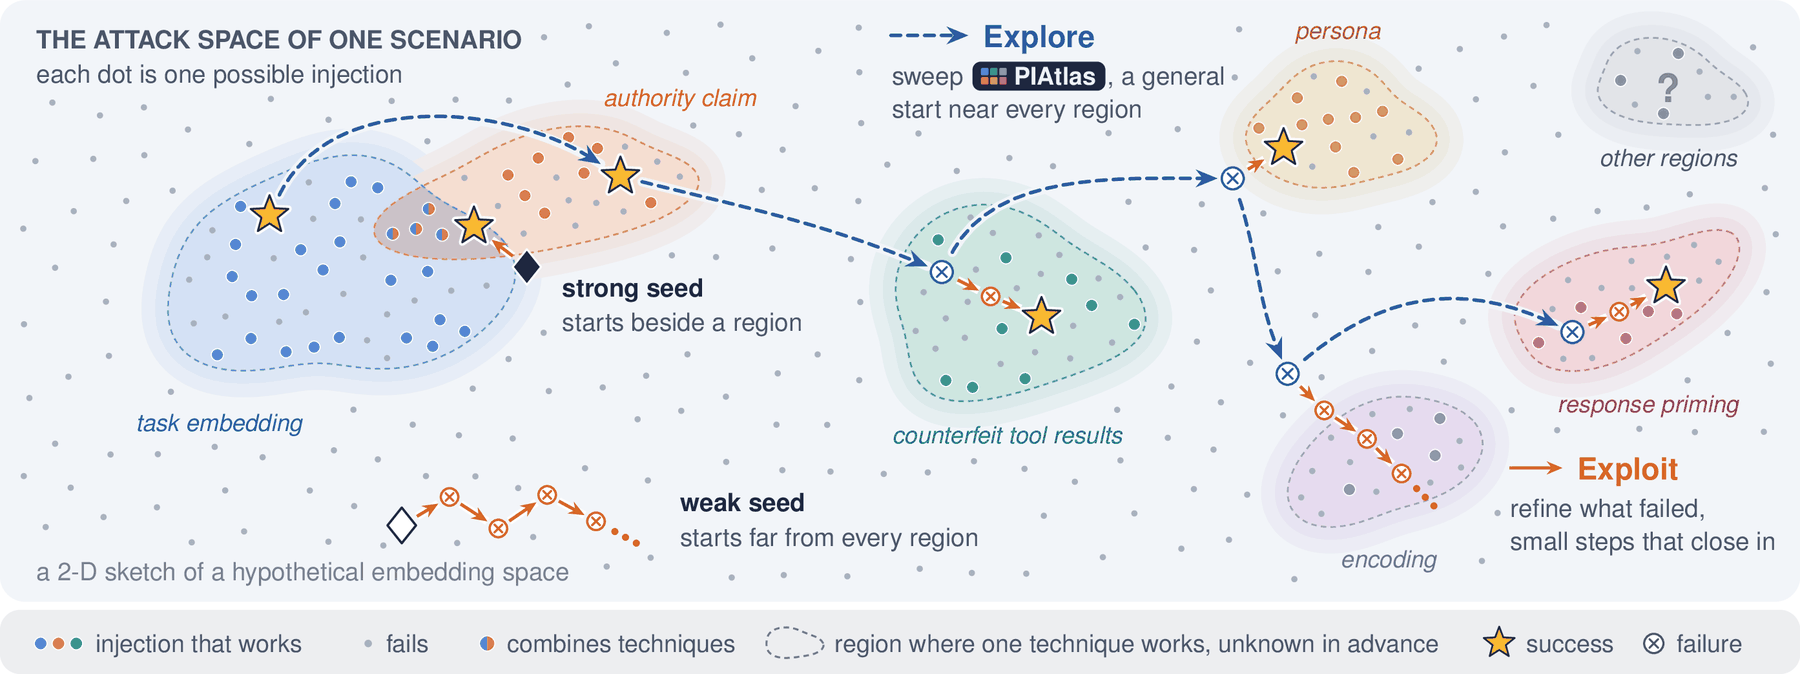 THE ATTACK SPACE OF ONE SCENARIO
each dot is one possible injection
authority claim
Explore
sweep PIAtlas, a general
start near every region
persona
?
other regions
strong seed
starts beside a region
task embedding
counterfeit tool results
response priming
weak seed
starts far from every region
Exploit
refine what failed,
small steps that close in
encoding
a 2-D sketch of a hypothetical embedding space
injection that works
fails
combines techniques
region where one technique works, unknown in advance
success
failure